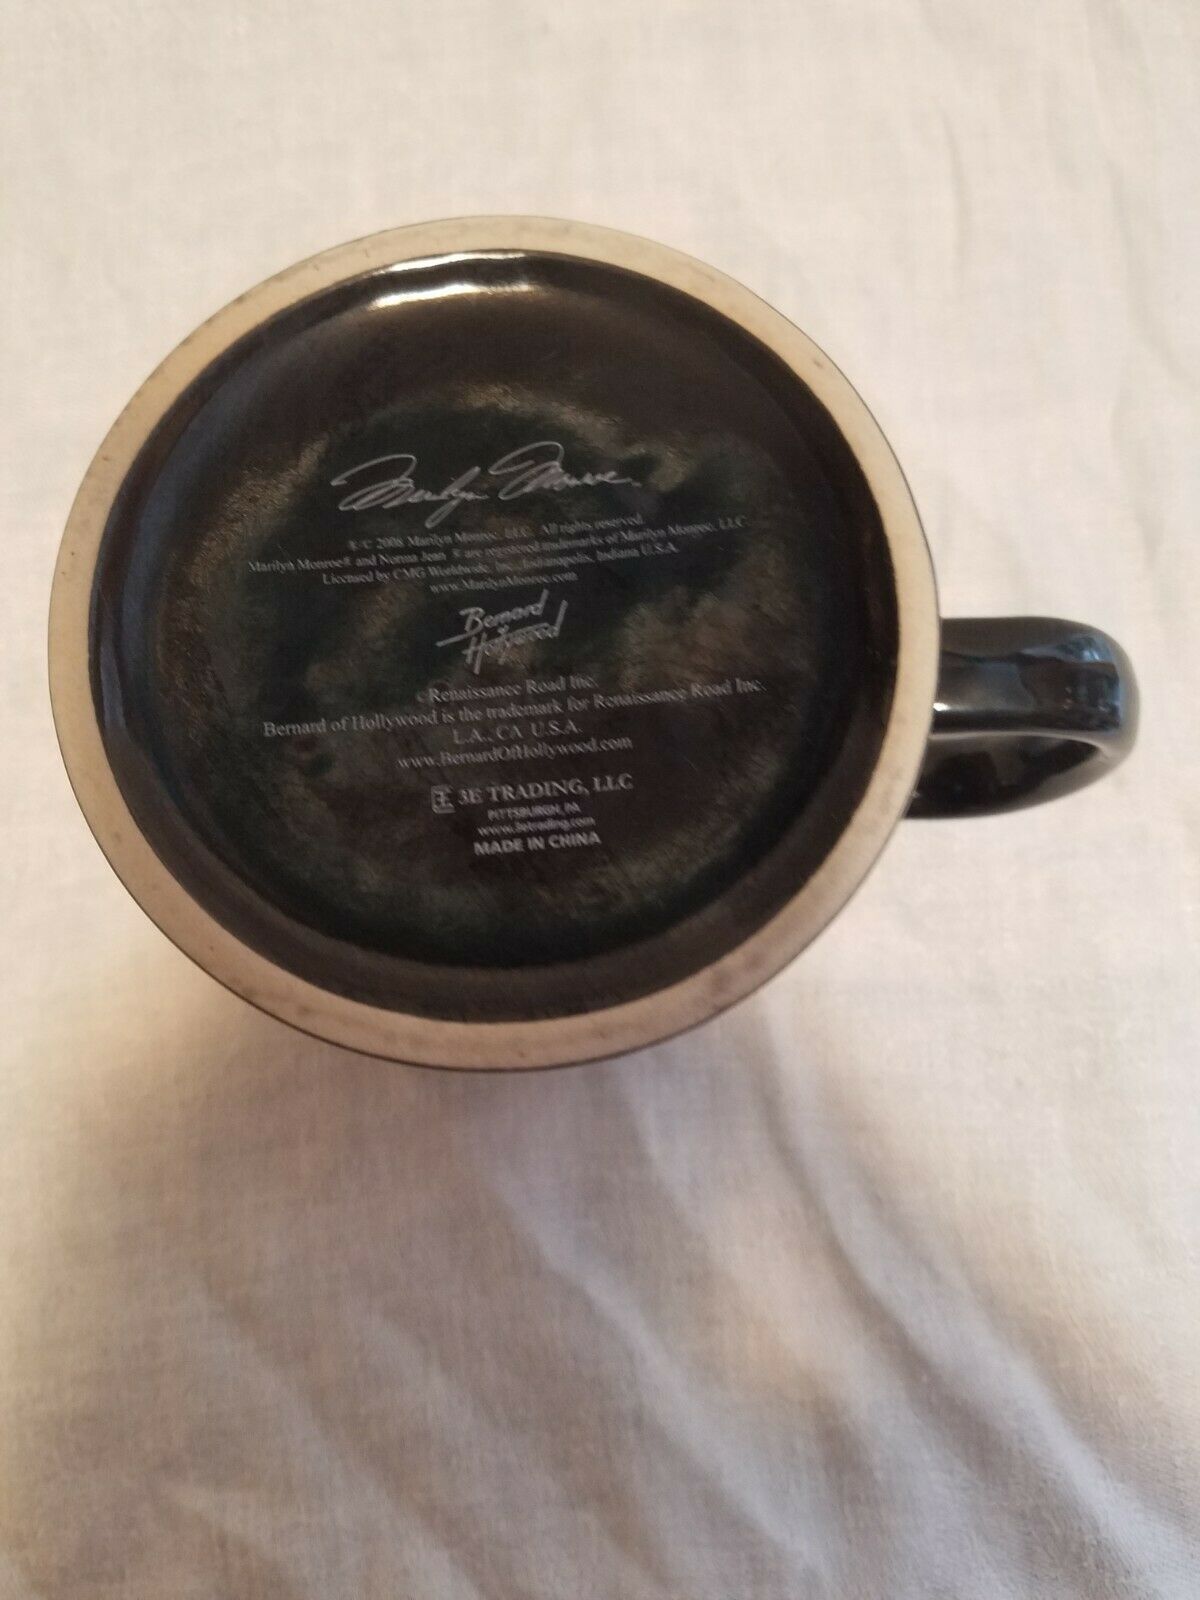 Marilyn Monroe™
® / © 2008 Marilyn Monroe, LLC. All rights reserved.
Marilyn Monroe® and Norma Jean ® are registered trademarks of Marilyn Monroe, LLC.
Licensed by CMG Worldwide, Inc., Indianapolis, Indiana U.S.A.
www.MarilynMonroe.com
Bernard
of
Hollywood
©Renaissance Road Inc.
Bernard of Hollywood is the trademark for Renaissance Road Inc.
L.A., CA U.S.A.
www.BernardOfHollywood.com
3E TRADING, LLC
PITTSBURGH, PA
www.3etrading.com
MADE IN CHINA